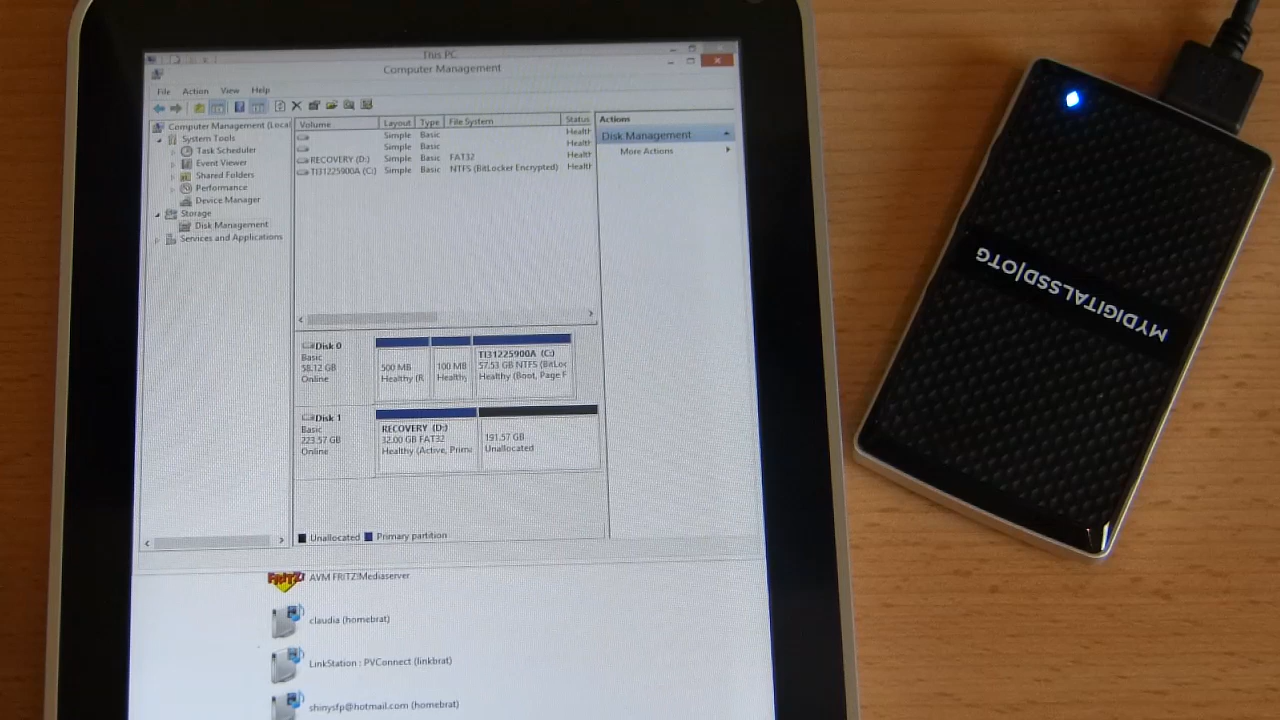 This PC
Computer Management
File Action View Help
Computer Management (Local
System Tools
Task Scheduler
Event Viewer
Shared Folders
Performance
Device Manager
Storage
Disk Management
Services and Applications
Volume Layout Type File System Status
Simple Basic Health
Simple Basic Health
RECOVERY (D:) Simple Basic FAT32 Health
TI31225900A (C:) Simple Basic NTFS (BitLocker Encrypted) Health
Actions
Disk Management
More Actions
Disk 0
Basic
58.12 GB
Online
500 MB
Healthy (R
100 MB
Healthy
TI31225900A (C:)
57.53 GB NTFS (BitLoc
Healthy (Boot, Page F
Disk 1
Basic
223.57 GB
Online
RECOVERY (D:)
32.00 GB FAT32
Healthy (Active, Prima
191.57 GB
Unallocated
Unallocated Primary partition
FRITZ! AVM FRITZ!Mediaserver
claudia (homebrat)
LinkStation : PVConnect (linkbrat)
shinysfp@hotmail.com (homebrat)
MYDIGITALSSD|OTG